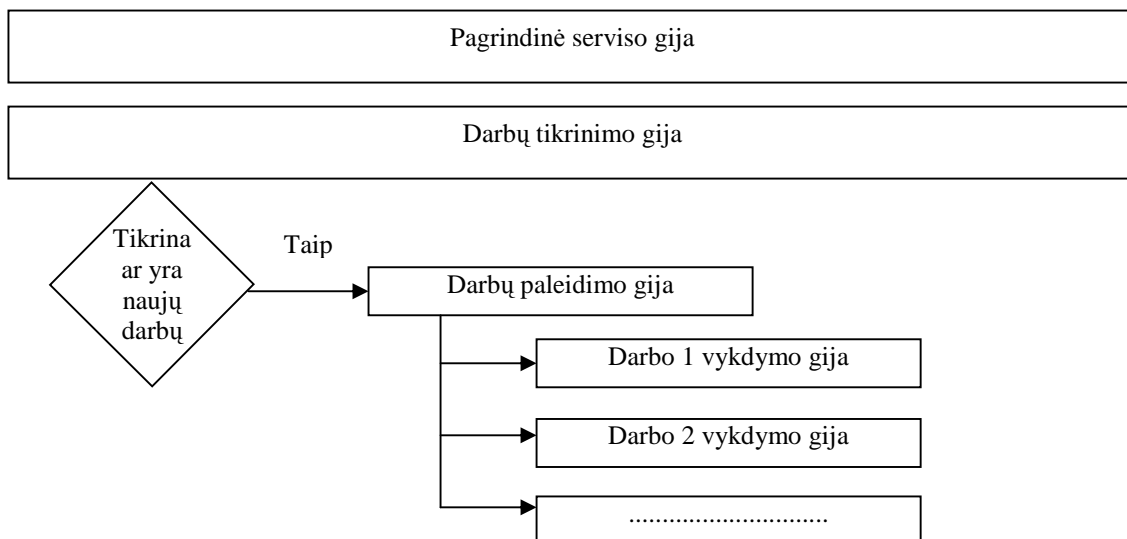 Pagrindinė serviso gija
Darbų tikrinimo gija
Tikrina
ar yra
naujų
darbų
Taip
Darbų paleidimo gija
Darbo 1 vykdymo gija
Darbo 2 vykdymo gija
..............................